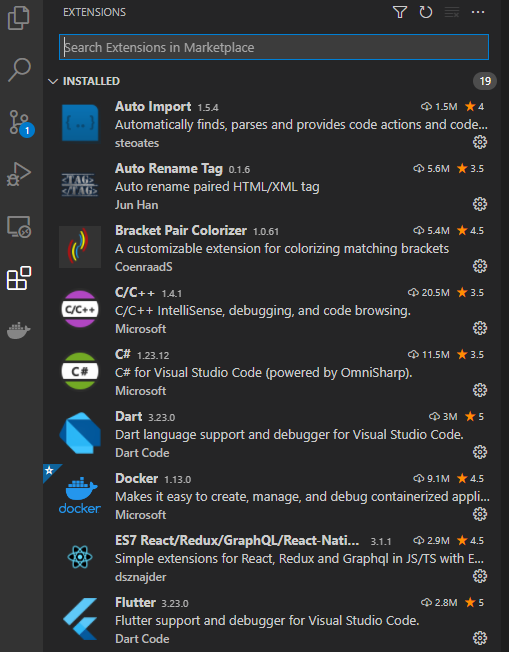 EXTENSIONS
Search Extensions in Marketplace
INSTALLED 19
Auto Import 1.5.4 1.5M 4
Automatically finds, parses and provides code actions and code...
steoates
<TAG>
</TAG>
Auto Rename Tag 0.1.6 5.6M 3.5
Auto rename paired HTML/XML tag
Jun Han
Bracket Pair Colorizer 1.0.61 5.4M 4.5
A customizable extension for colorizing matching brackets
CoenraadS
C/C++
C/C++ 1.4.1 20.5M 3.5
C/C++ IntelliSense, debugging, and code browsing.
Microsoft
C#
C# 1.23.12 11.5M 3.5
C# for Visual Studio Code (powered by OmniSharp).
Microsoft
Dart 3.23.0 3M 5
Dart language support and debugger for Visual Studio Code.
Dart Code
docker
Docker 1.13.0 9.1M 4.5
Makes it easy to create, manage, and debug containerized appli...
Microsoft
ES7 React/Redux/GraphQL/React-Nati... 3.1.1 2.9M 4.5
Simple extensions for React, Redux and Graphql in JS/TS with E...
dsznajder
Flutter 3.23.0 2.8M 5
Flutter support and debugger for Visual Studio Code.
Dart Code
1